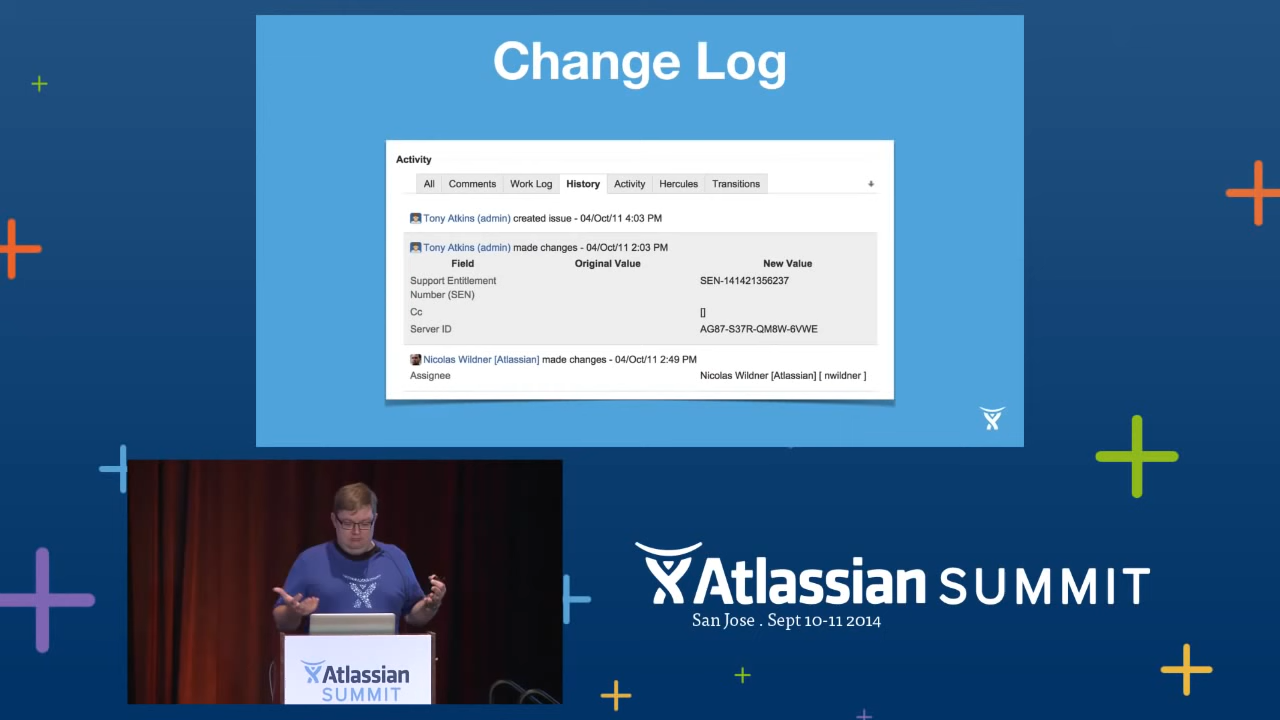 Change Log
Activity
All Comments Work Log History Activity Hercules Transitions
Tony Atkins (admin) created issue - 04/Oct/11 4:03 PM
Tony Atkins (admin) made changes - 04/Oct/11 2:03 PM
Field Original Value New Value
Support Entitlement SEN-141421356237
Number (SEN)
Cc []
Server ID AG87-S37R-QM8W-6VWE
Nicolas Wildner [Atlassian] made changes - 04/Oct/11 2:49 PM
Assignee Nicolas Wildner [Atlassian] [ nwildner ]
Atlassian SUMMIT
San Jose . Sept 10-11 2014
Atlassian
SUMMIT